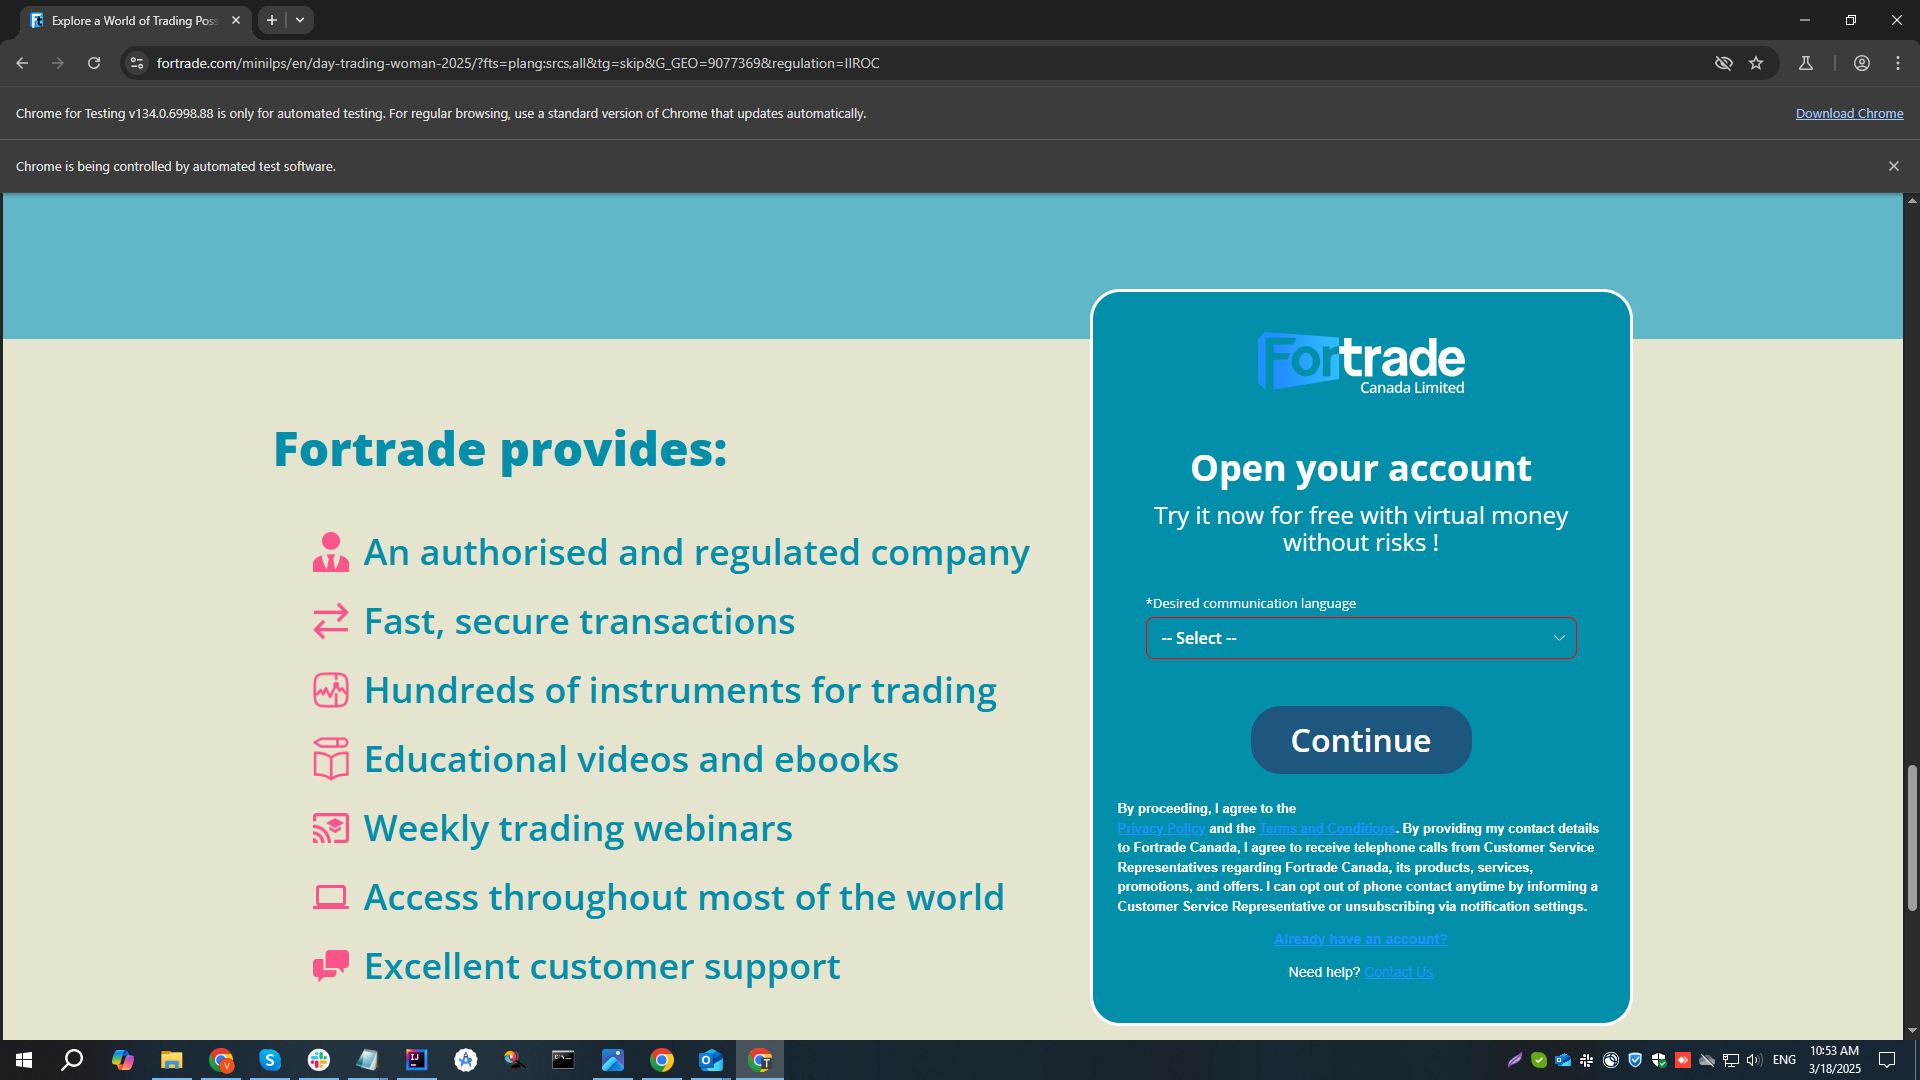 Explore a World of Trading Poss
fortrade.com/minilps/en/day-trading-woman-2025/?fts=plang:srcs,all&tg=skip&G_GEO=9077369&regulation=IIROC
Chrome for Testing v134.0.6998.88 is only for automated testing. For regular browsing, use a standard version of Chrome that updates automatically.
Download Chrome
Chrome is being controlled by automated test software.
Fortrade provides:
An authorised and regulated company
Fast, secure transactions
Hundreds of instruments for trading
Educational videos and ebooks
Weekly trading webinars
Access throughout most of the world
Excellent customer support
Fortrade
Canada Limited
Open your account
Try it now for free with virtual money
without risks !
*Desired communication language
-- Select --
Continue
By proceeding, I agree to the
Privacy Policy and the Terms and Conditions. By providing my contact details
to Fortrade Canada, I agree to receive telephone calls from Customer Service
Representatives regarding Fortrade Canada, its products, services,
promotions, and offers. I can opt out of phone contact anytime by informing a
Customer Service Representative or unsubscribing via notification settings.
Already have an account?
Need help? Contact Us
ENG
10:53 AM
3/18/2025